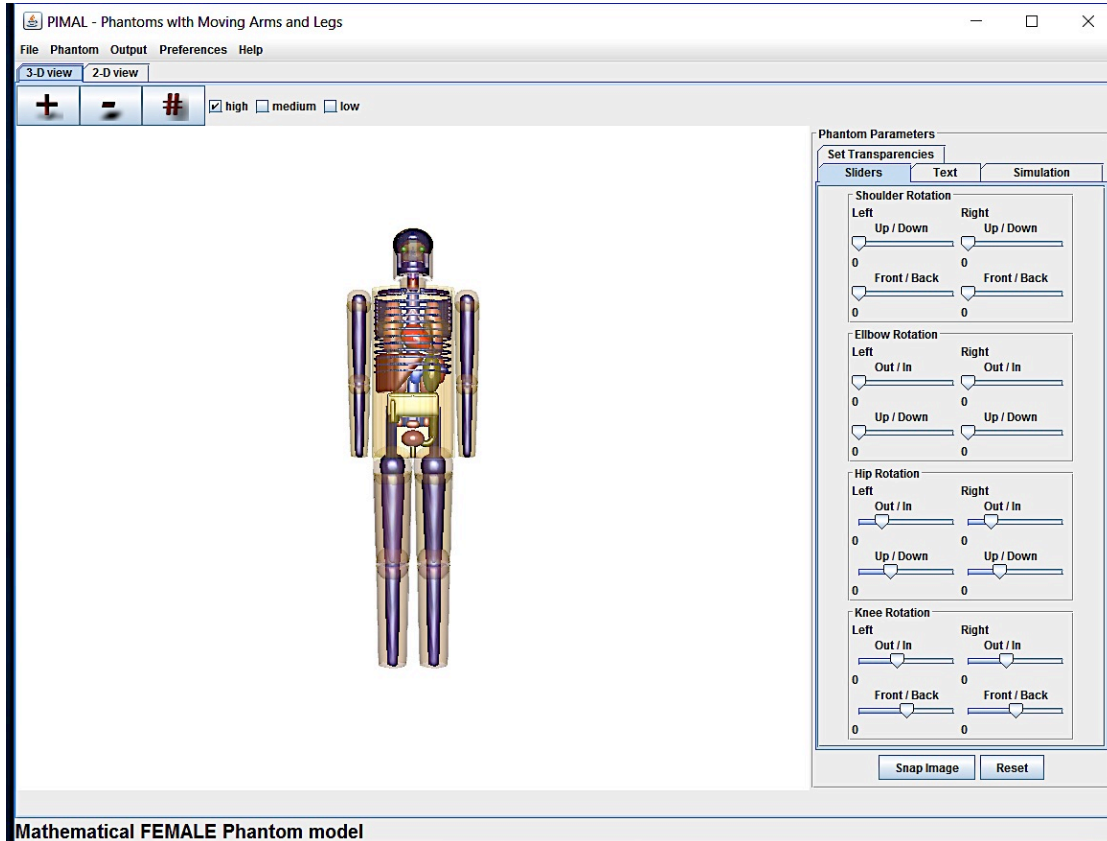 PIMAL - Phantoms with Moving Arms and Legs
File Phantom Output Preferences Help
3-D view 2-D view
+ - # high medium low
Phantom Parameters
Set Transparencies
Sliders Text Simulation
Shoulder Rotation
Left Right
Up / Down Up / Down
0 0
Front / Back Front / Back
0 0
Ellbow Rotation
Left Right
Out / In Out / In
0 0
Up / Down Up / Down
0 0
Hip Rotation
Left Right
Out / In Out / In
0 0
Up / Down Up / Down
0 0
Knee Rotation
Left Right
Out / In Out / In
0 0
Front / Back Front / Back
0 0
Snap Image Reset
Mathematical FEMALE Phantom model